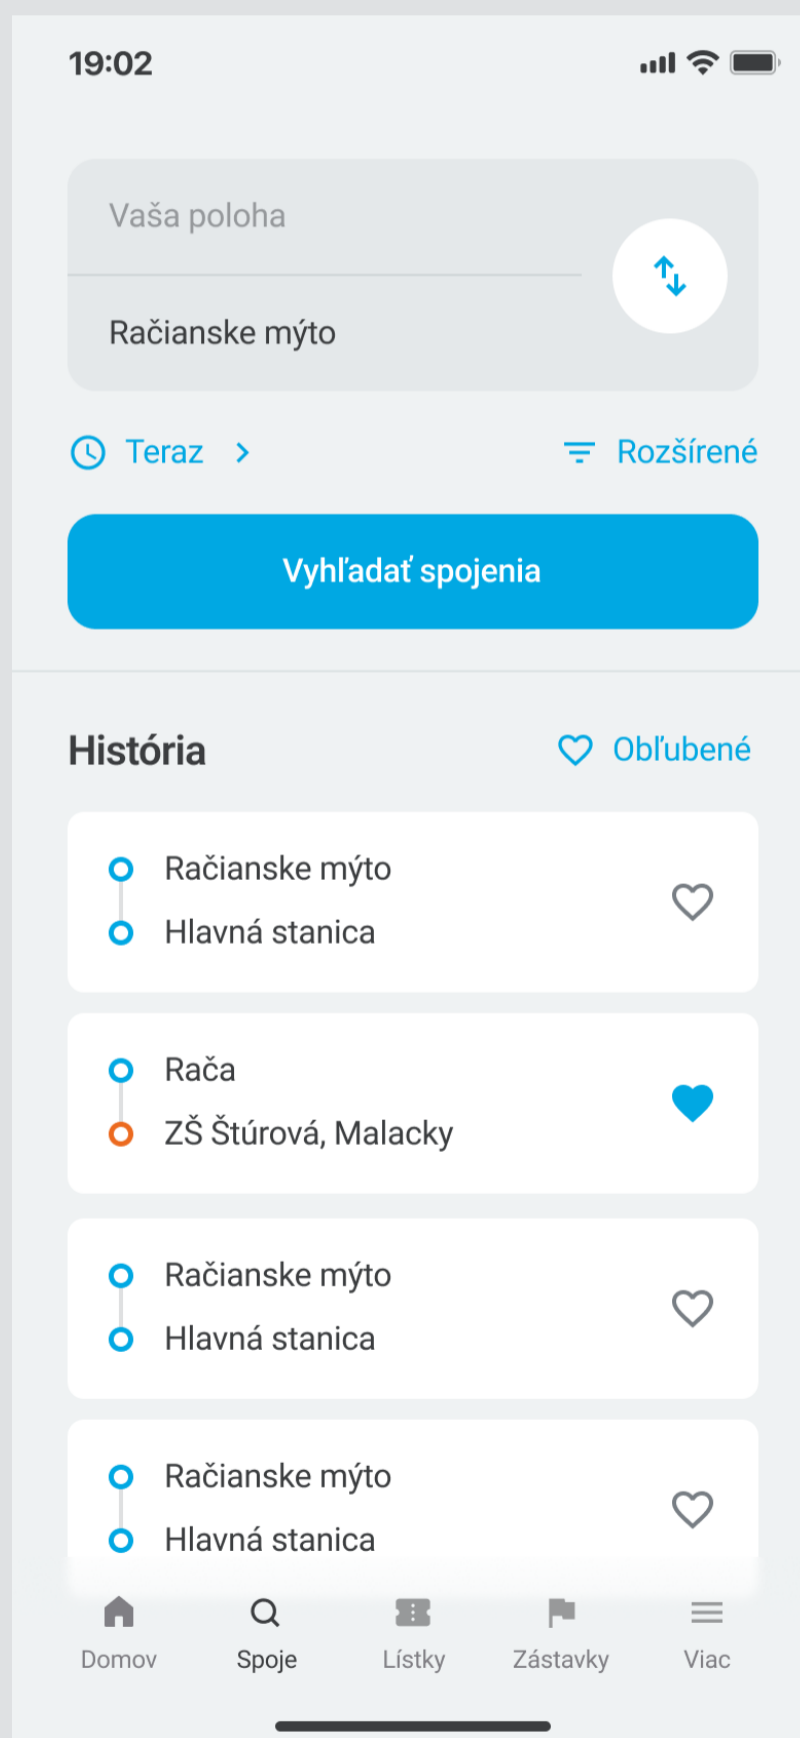 19:02
Vaša poloha
Račianske mýto
Teraz
Rozšírené
Vyhľadať spojenia
História
Obľubené
Račianske mýto
Hlavná stanica
Rača
ZŠ Štúrová, Malacky
Račianske mýto
Hlavná stanica
Račianske mýto
Hlavná stanica
Domov
Spoje
Lístky
Zástavky
Viac